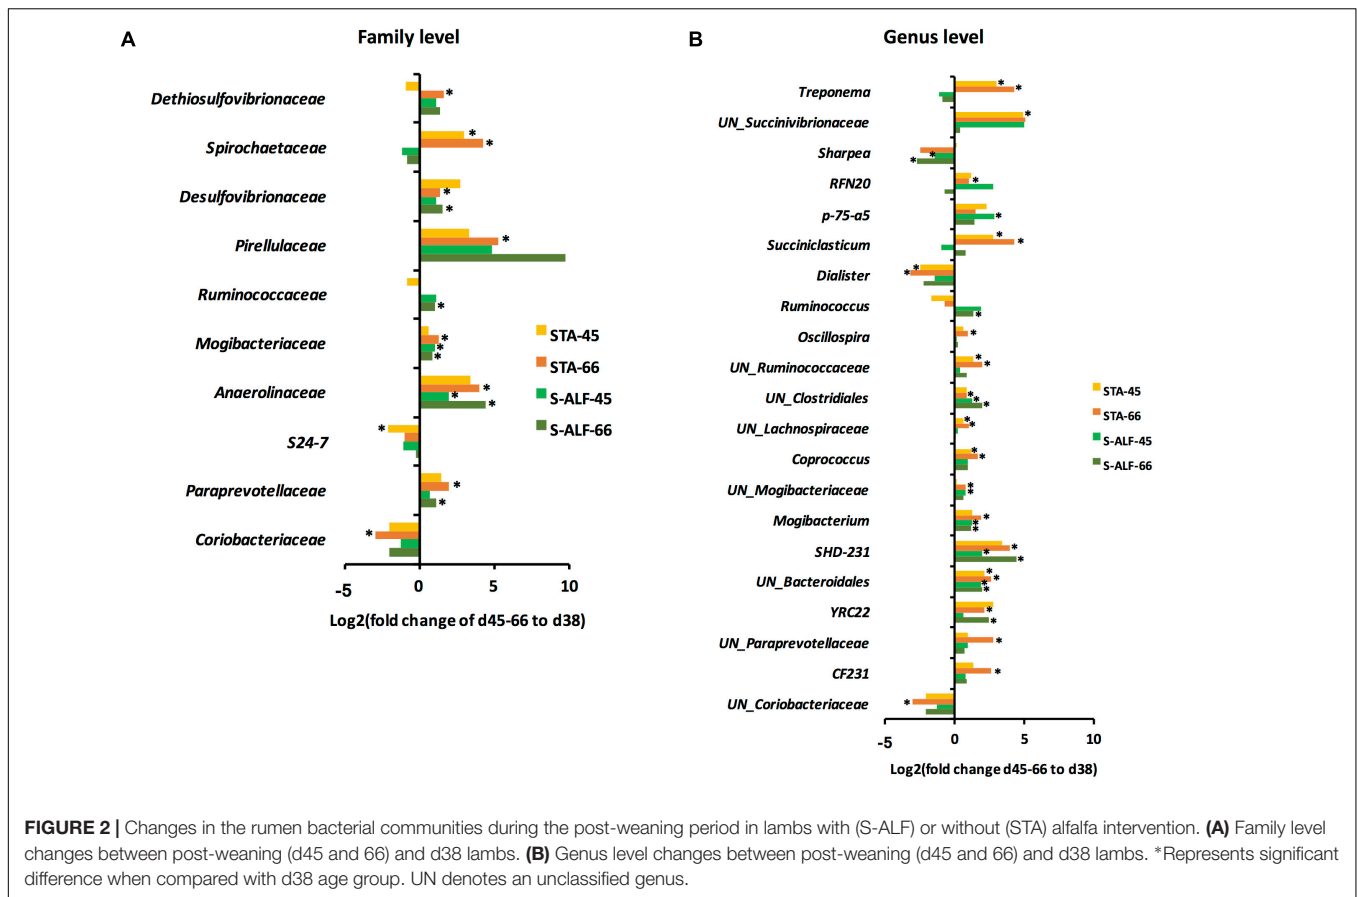 A
Family level
Dethiosulfovibrionaceae
*
Spirochaetaceae
*
*
Desulfovibrionaceae
*
*
Pirellulaceae
*
Ruminococcaceae
*
Mogibacteriaceae
*
*
*
Anaerolinaceae
*
*
*
S24-7
*
Paraprevotellaceae
*
*
Coriobacteriaceae
*
-5 0 5 10
Log2(fold change of d45-66 to d38)
STA-45
STA-66
S-ALF-45
S-ALF-66
B
Genus level
Treponema
*
*
UN_Succinivibrionaceae
*
Sharpea
*
*
RFN20
*
p-75-a5
*
Succiniclasticum
*
*
Dialister
*
*
Ruminococcus
*
Oscillospira
*
UN_Ruminococcaceae
*
*
UN_Clostridiales
*
*
*
UN_Lachnospiraceae
*
*
Coprococcus
*
*
UN_Mogibacteriaceae
*
*
Mogibacterium
*
*
*
SHD-231
*
*
*
UN_Bacteroidales
*
*
*
*
YRC22
*
*
UN_Paraprevotellaceae
*
CF231
*
UN_Coriobacteriaceae
*
-5 0 5 10
Log2(fold change d45-66 to d38)
STA-45
STA-66
S-ALF-45
S-ALF-66
FIGURE 2 | Changes in the rumen bacterial communities during the post-weaning period in lambs with (S-ALF) or without (STA) alfalfa intervention. (A) Family level
changes between post-weaning (d45 and 66) and d38 lambs. (B) Genus level changes between post-weaning (d45 and 66) and d38 lambs. *Represents significant
difference when compared with d38 age group. UN denotes an unclassified genus.